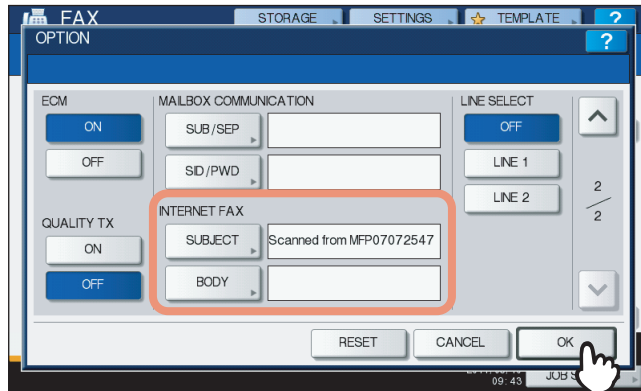 FAX
STORAGE
SETTINGS
TEMPLATE
?
OPTION
?
ECM
ON
OFF
QUALITY TX
ON
OFF
MAILBOX COMMUNICATION
SUB/SEP
SID/PWD
INTERNET FAX
SUBJECT
Scanned from MFP07072547
BODY
LINE SELECT
OFF
LINE 1
LINE 2
2
2
RESET
CANCEL
OK
09:43
JOB